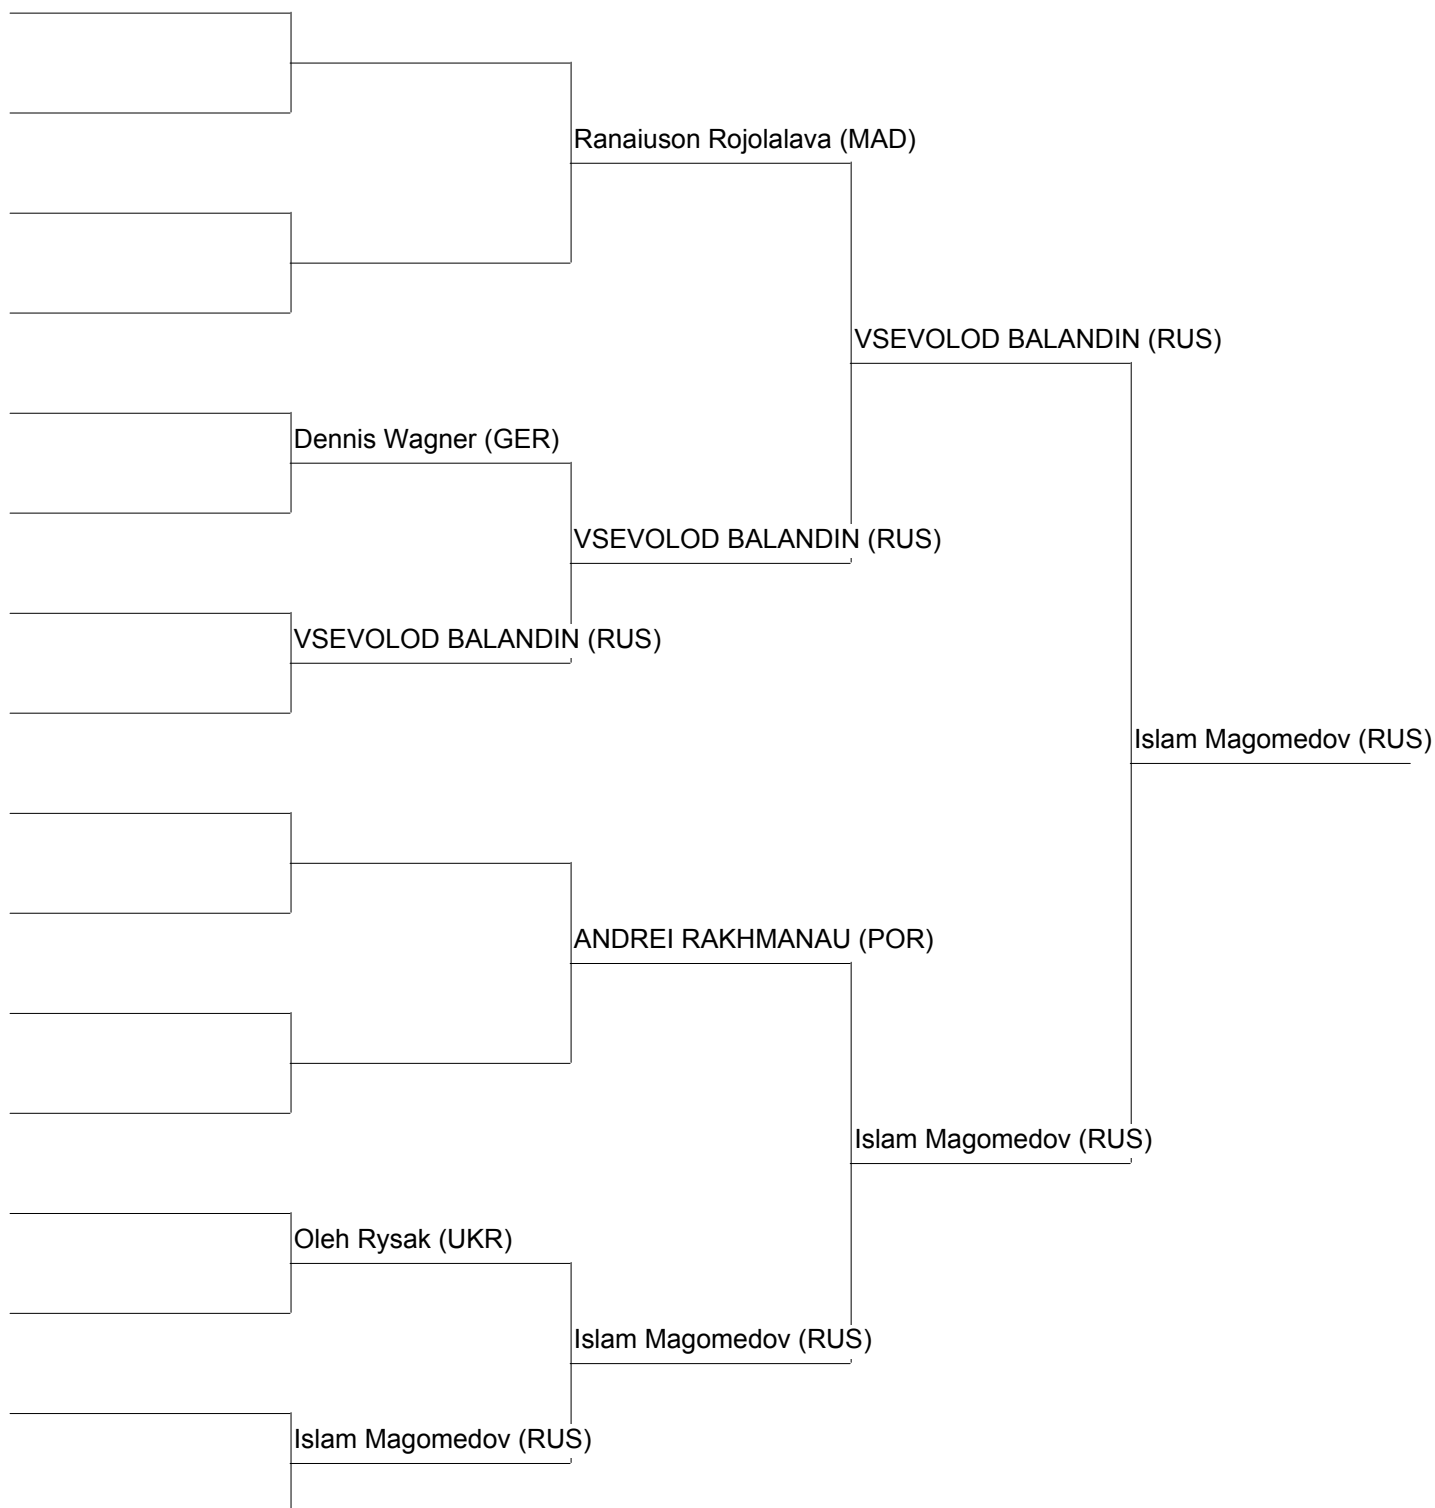 Ranaiuson Rojolalava (MAD)
VSEVOLOD BALANDIN (RUS)
Dennis Wagner (GER)
VSEVOLOD BALANDIN (RUS)
VSEVOLOD BALANDIN (RUS)
Islam Magomedov (RUS)
ANDREI RAKHMANAU (POR)
Islam Magomedov (RUS)
Oleh Rysak (UKR)
Islam Magomedov (RUS)
Islam Magomedov (RUS)